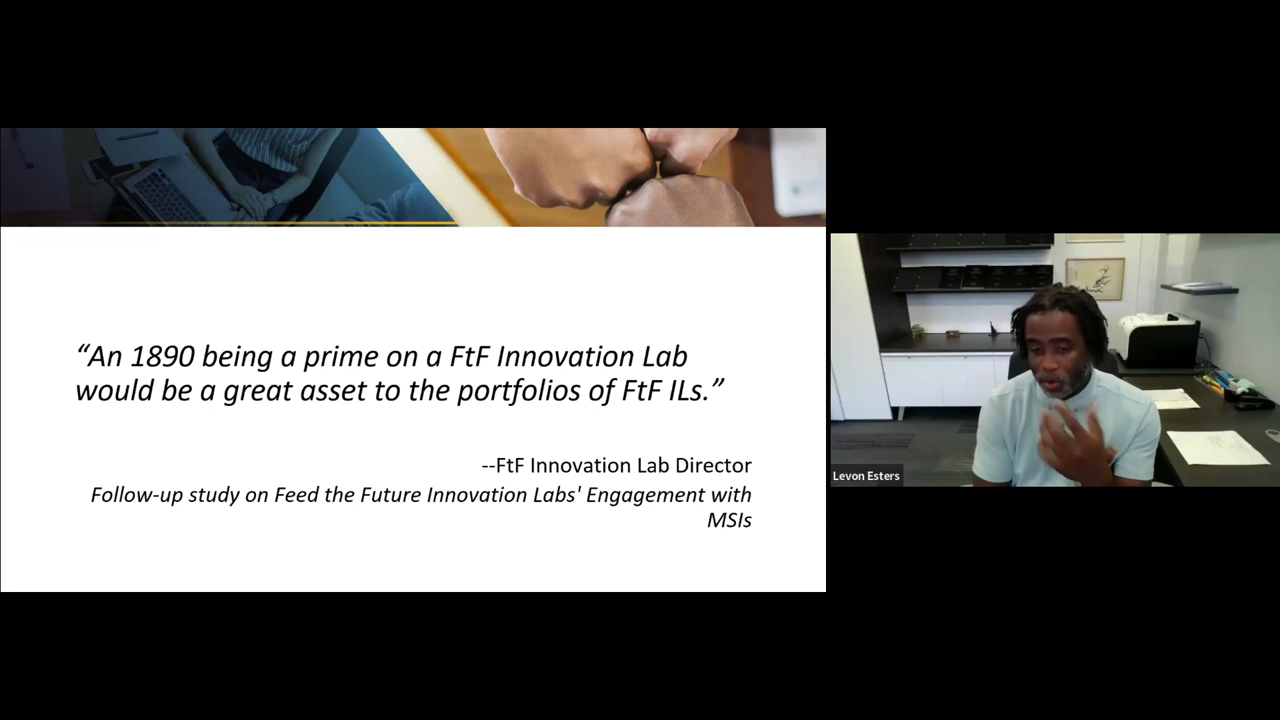 “An 1890 being a prime on a FtF Innovation Lab
would be a great asset to the portfolios of FtF ILs.”
--FtF Innovation Lab Director
Follow-up study on Feed the Future Innovation Labs' Engagement with
MSIs
Levon Esters